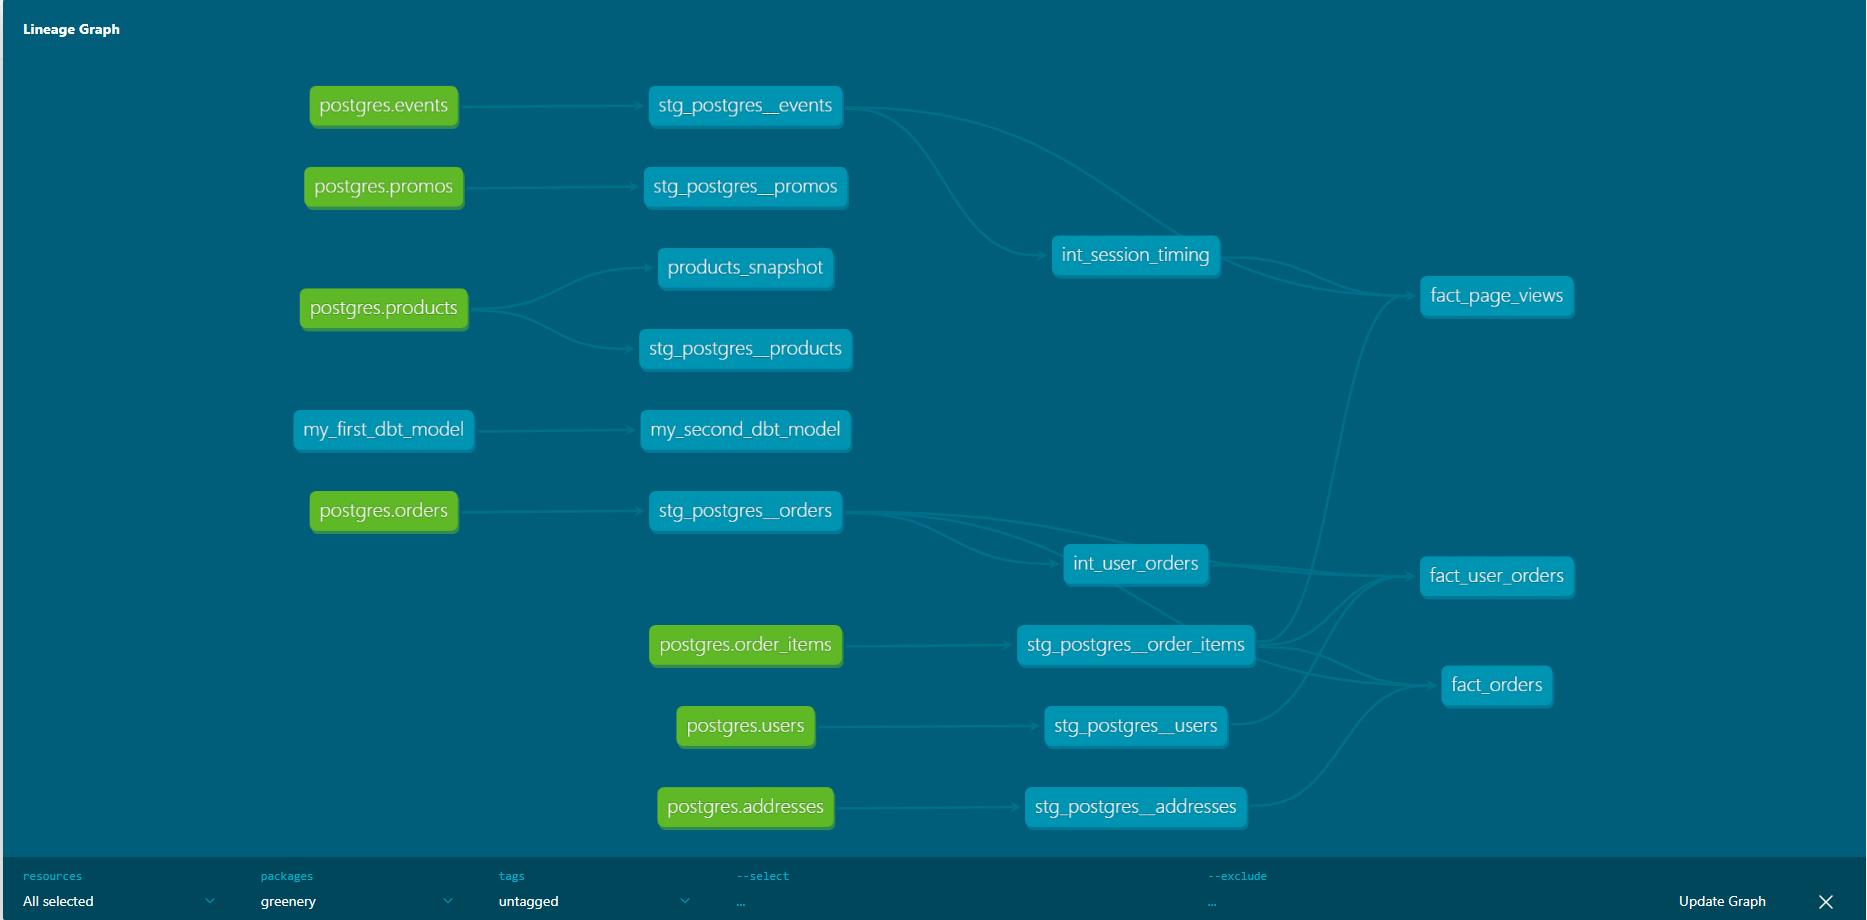 Lineage Graph
postgres.events
stg_postgres__events
postgres.promos
stg_postgres__promos
int_session_timing
products_snapshot
fact_page_views
postgres.products
stg_postgres__products
my_first_dbt_model
my_second_dbt_model
postgres.orders
stg_postgres__orders
int_user_orders
fact_user_orders
postgres.order_items
stg_postgres__order_items
fact_orders
postgres.users
stg_postgres__users
postgres.addresses
stg_postgres__addresses
resources
All selected
packages
greenery
tags
untagged
--select
...
--exclude
...
Update Graph